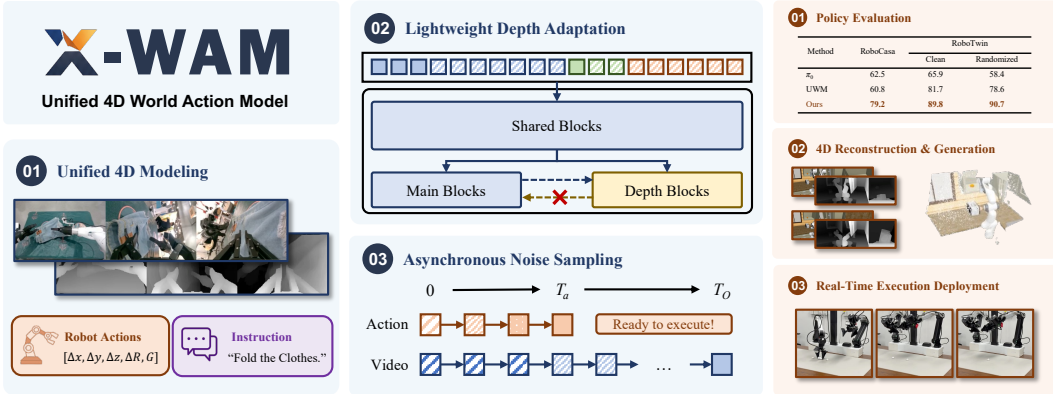 X-WAM
Unified 4D World Action Model
01 Unified 4D Modeling
Robot Actions
[Δx, Δy, Δz, ΔR, G]
Instruction
“Fold the Clothes.”
02 Lightweight Depth Adaptation
Shared Blocks
Main Blocks
Depth Blocks
03 Asynchronous Noise Sampling
0 T_a T_O
Action
Ready to execute!
Video
...
01 Policy Evaluation
Method RoboCasa RoboTwin
Clean Randomized
π₀ 62.5 65.9 58.4
UWM 60.8 81.7 78.6
Ours 79.2 89.8 90.7
02 4D Reconstruction & Generation
03 Real-Time Execution Deployment